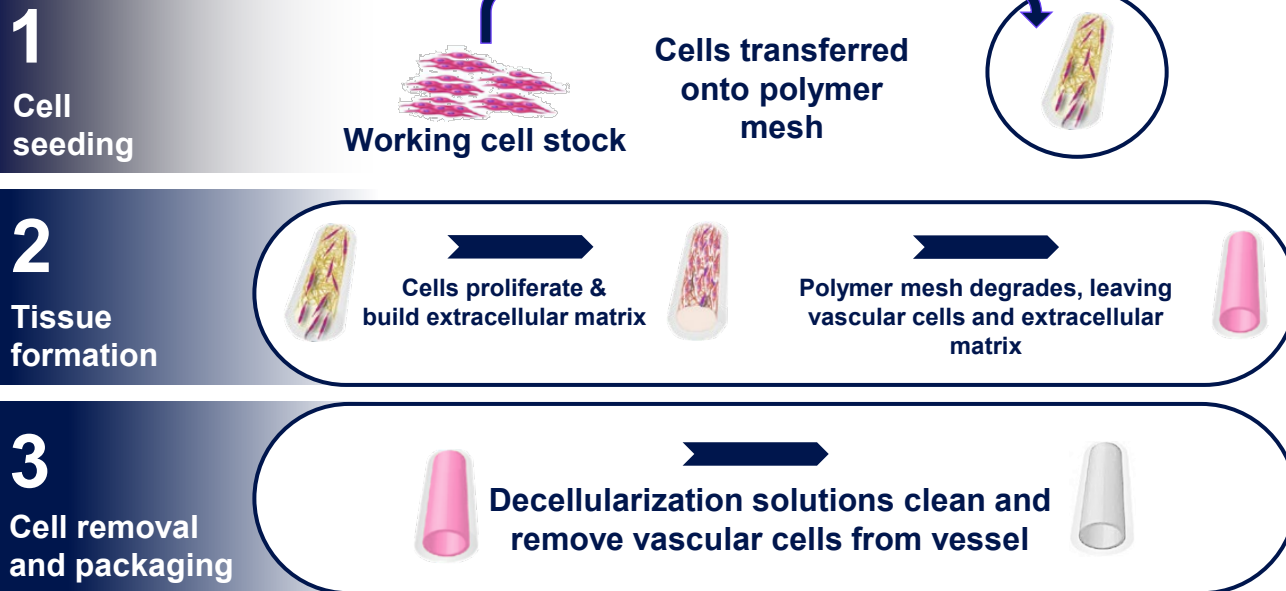 1
Cell
seeding
Working cell stock
Cells transferred
onto polymer
mesh
2
Tissue
formation
Cells proliferate &
build extracellular matrix
Polymer mesh degrades, leaving
vascular cells and extracellular
matrix
3
Cell removal
and packaging
Decellularization solutions clean and
remove vascular cells from vessel